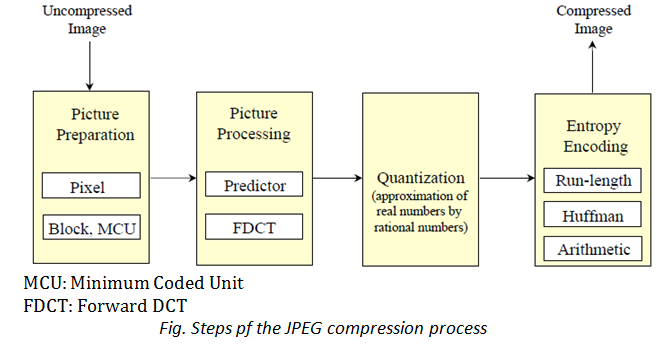 Uncompressed
Image
Compressed
Image
Picture
Preparation
Pixel
Block, MCU
Picture
Processing
Predictor
FDCT
Quantization
(approximation of
real numbers by
rational numbers)
Entropy
Encoding
Run-length
Huffman
Arithmetic
MCU: Minimum Coded Unit
FDCT: Forward DCT
Fig. Steps pf the JPEG compression process